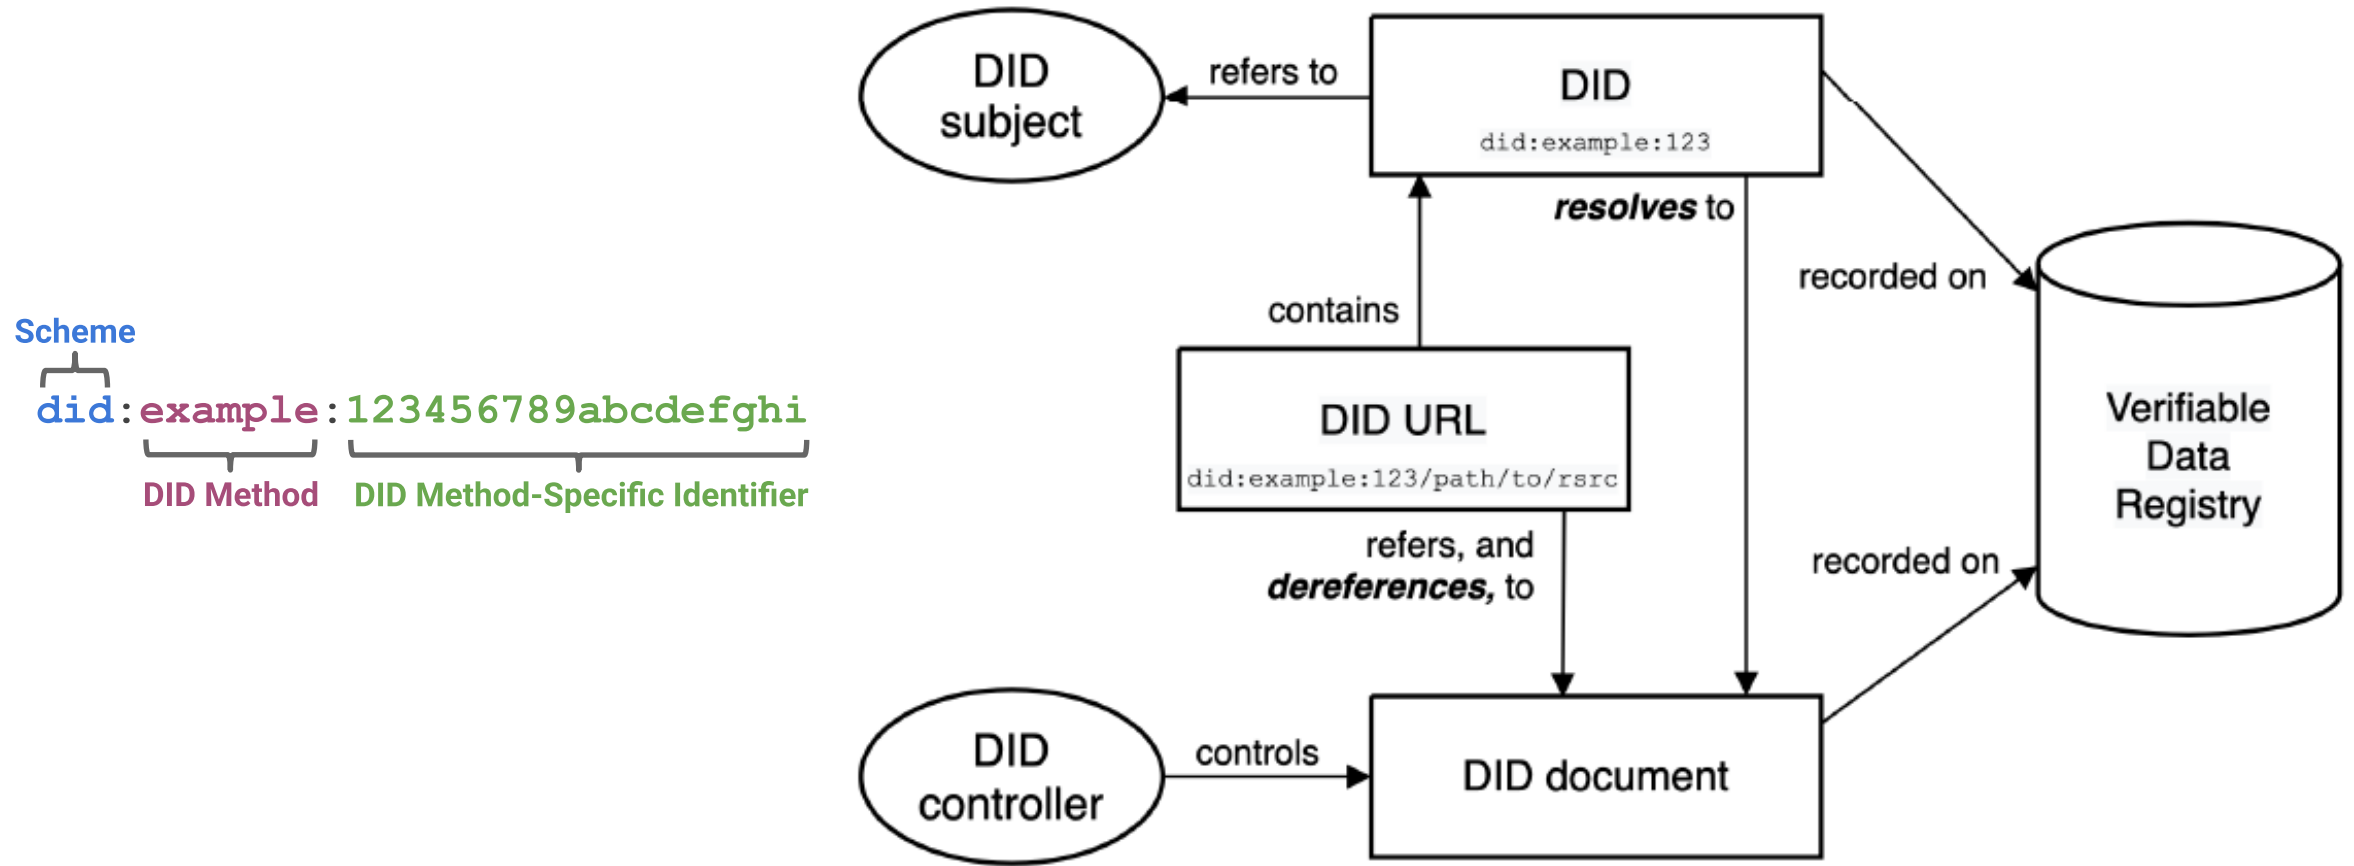 Scheme
did:example:123456789abcdefghi
DID Method
DID Method-Specific Identifier
DID
subject
refers to
DID
did:example:123
resolves to
contains
recorded on
DID URL
did:example:123/path/to/rsrc
refers, and
dereferences, to
Verifiable
Data
Registry
recorded on
DID
controller
controls
DID document